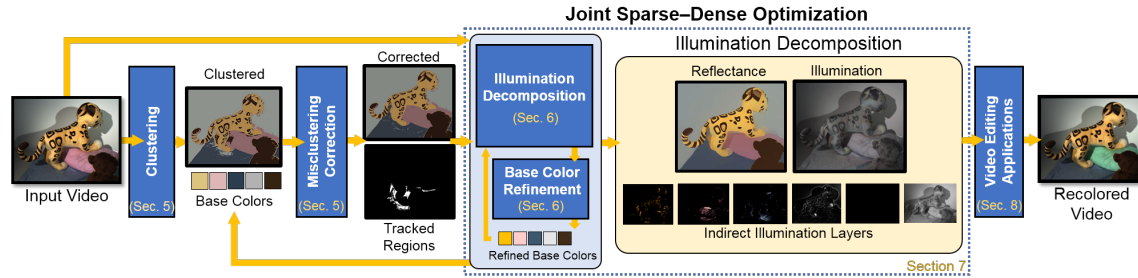 Joint Sparse–Dense Optimization
Input Video
Clustering
(Sec. 5)
Clustered
Base Colors
Misclustering
Correction
(Sec. 5)
Corrected
Tracked
Regions
Illumination
Decomposition
(Sec. 6)
Base Color
Refinement
(Sec. 6)
Refined Base Colors
Illumination Decomposition
Reflectance
Illumination
Indirect Illumination Layers
Section 7
Video Editing
Applications
(Sec. 8)
Recolored
Video